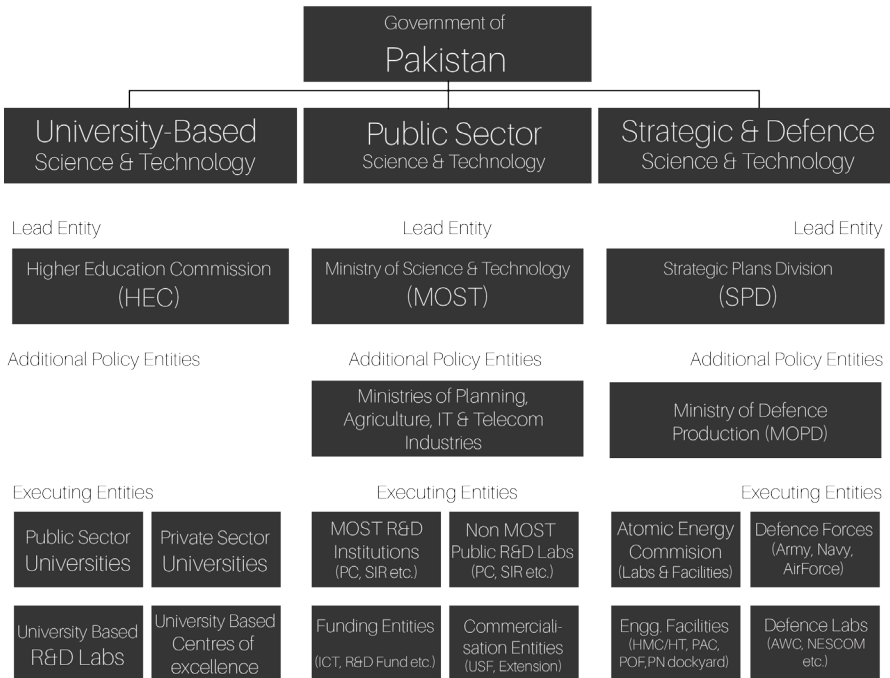 Government of
Pakistan
University-Based
Science & Technology
Public Sector
Science & Technology
Strategic & Defence
Science & Technology
Lead Entity
Lead Entity
Lead Entity
Higher Education Commission
(HEC)
Ministry of Science & Technology
(MOST)
Strategic Plans Division
(SPD)
Additional Policy Entities
Additional Policy Entities
Additional Policy Entities
Ministries of Planning,
Agriculture, IT & Telecom
Industries
Ministry of Defence
Production (MOPD)
Executing Entities
Executing Entities
Executing Entities
Public Sector
Universities
Private Sector
Universities
MOST R&D
Institutions
(PC, SIR etc.)
Non MOST
Public R&D Labs
(PC, SIR etc.)
Atomic Energy
Commision
(Labs & Facilities)
Defence Forces
(Army, Navy,
AirForce)
University Based
R&D Labs
University Based
Centres of
excellence
Funding Entities
(ICT, R&D Fund etc.)
Commerciali-
sation Entities
(USF, Extension)
Engg. Facilities
(HMC/HT, PAC,
POF,PN dockyard)
Defence Labs
(AWC, NESCOM
etc.)